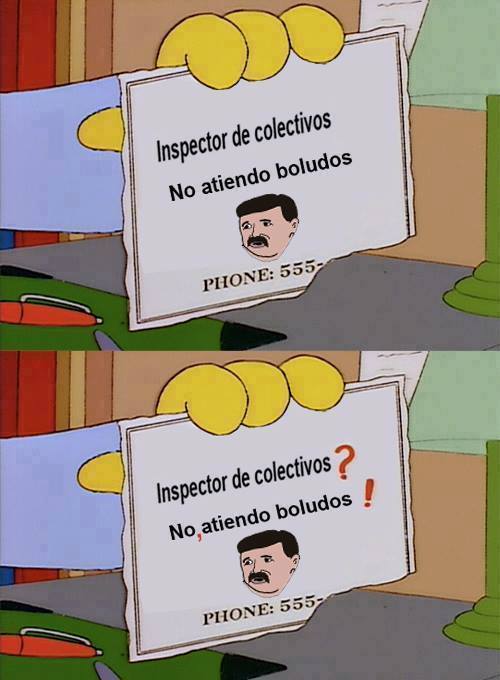 Inspector de colectivos
No atiendo boludos
PHONE: 555-
Inspector de colectivos?
No, atiendo boludos!
PHONE: 555-